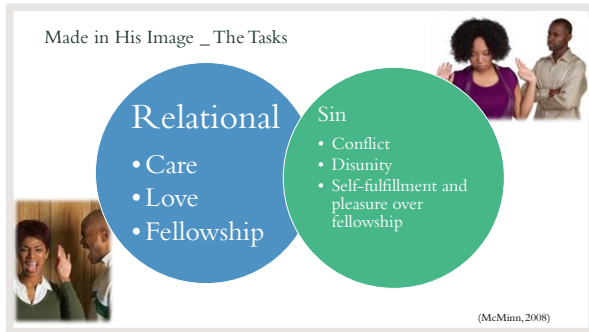 Made in His Image _ The Tasks
Relational
• Care
• Love
• Fellowship
Sin
• Conflict
• Disunity
• Self-fulfillment and
pleasure over
fellowship
(McMinn, 2008)